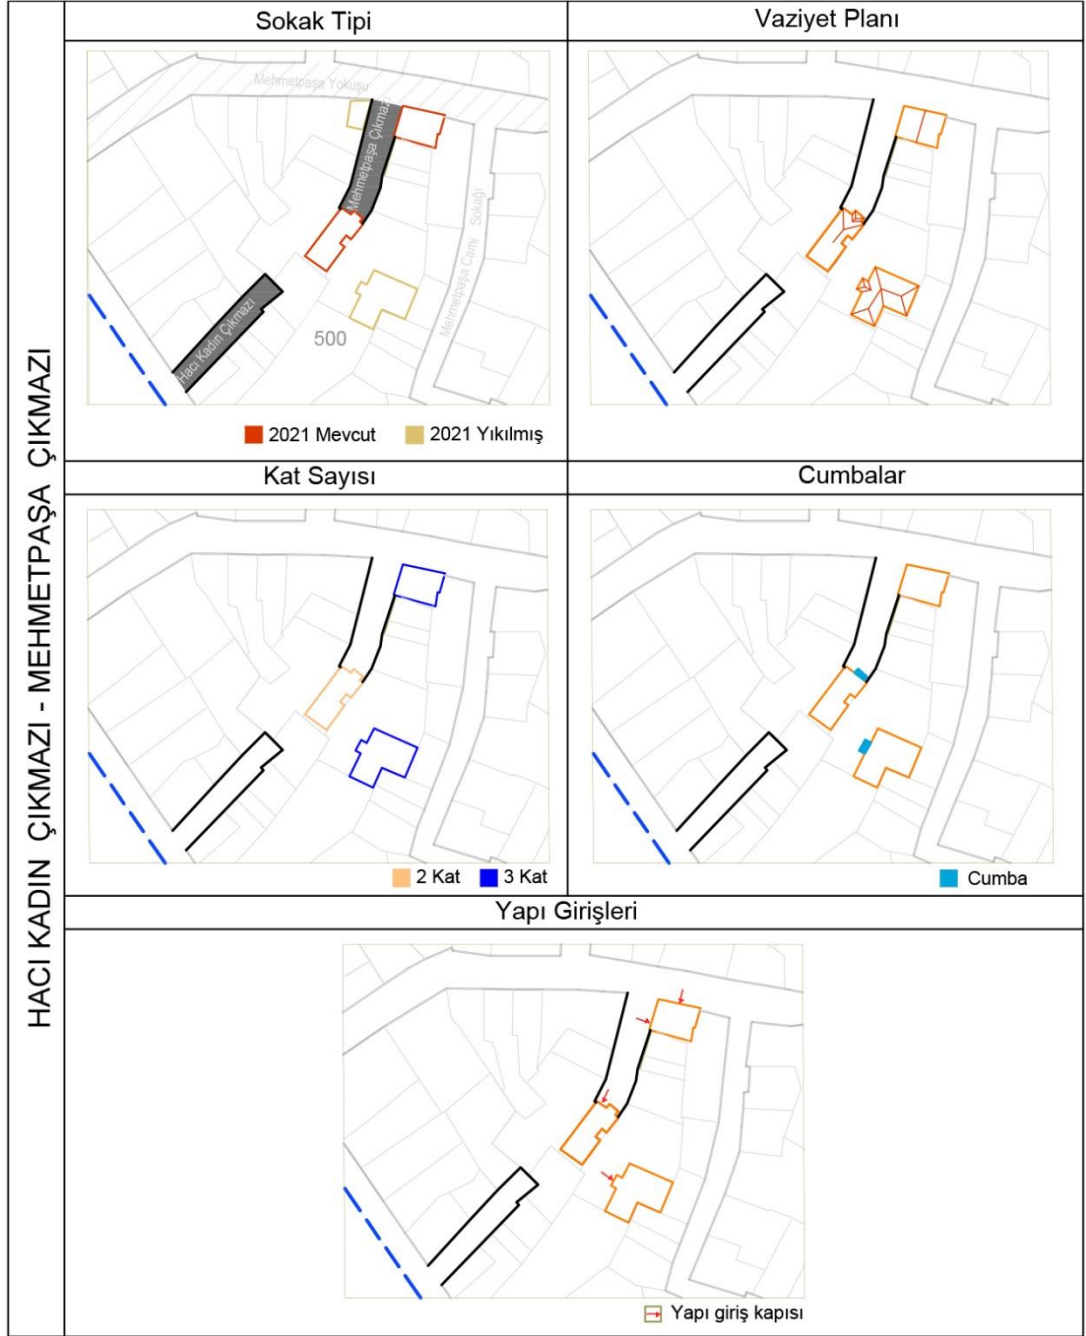 HACI KADIN ÇIKMAZI - MEHMETPAŞA ÇIKMAZI
Sokak Tipi
Mehmetpaşa Yokuşu
Mehmetpaşa Çıkmazı
Mehmetpaşa Cami Sokağı
Hacı Kadın Çıkmazı
500
2021 Mevcut
2021 Yıkılmış
Vaziyet Planı
Kat Sayısı
2 Kat
3 Kat
Cumbalar
Cumba
Yapı Girişleri
Yapı giriş kapısı